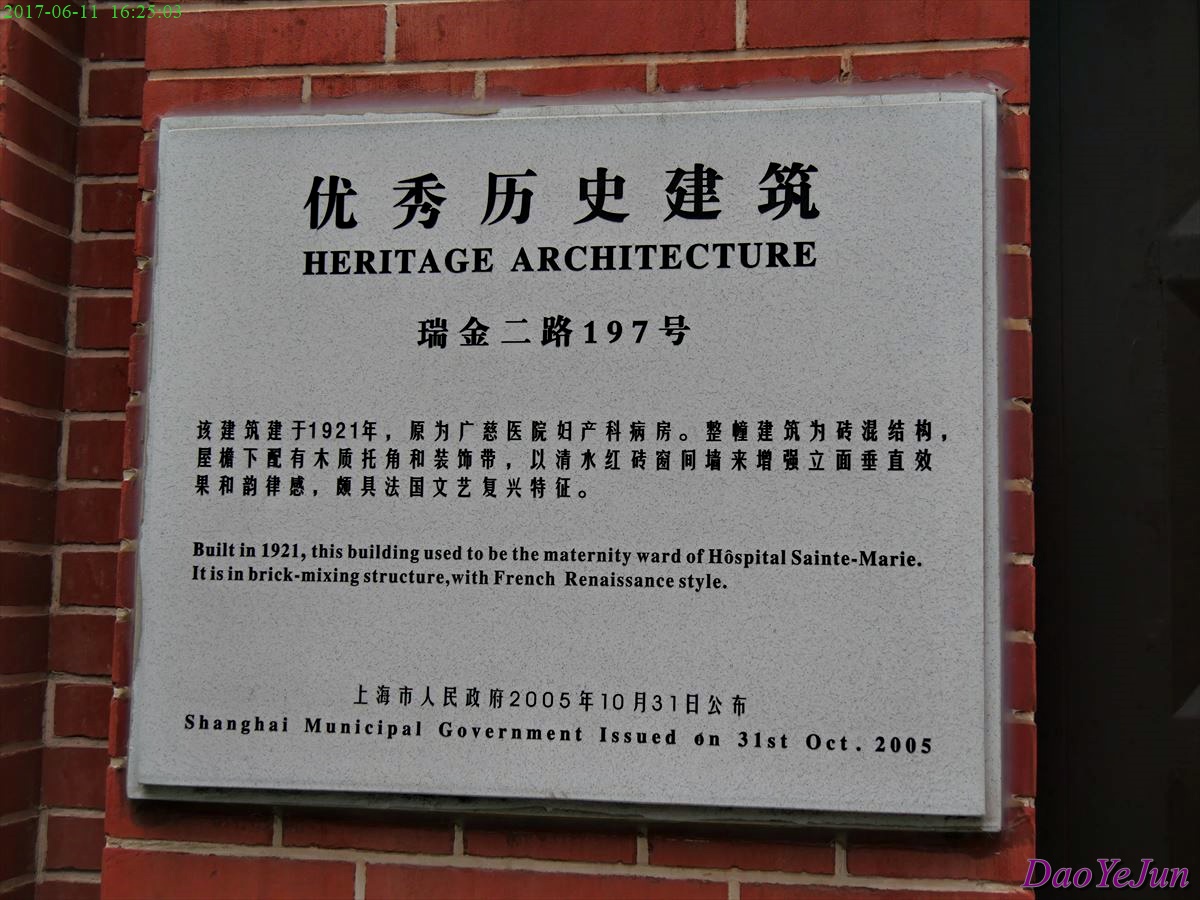 2017-06-11 16:25:03
优秀历史建筑
HERITAGE ARCHITECTURE
瑞金二路197号
该建筑建于1921年，原为广慈医院妇产科病房。整幢建筑为砖混结构，
屋檐下配有木质托角和装饰带，以清水红砖窗间墙来增强立面垂直效
果和韵律感，颇具法国文艺复兴特征。
Built in 1921, this building used to be the maternity ward of Hôspital Sainte-Marie.
It is in brick-mixing structure,with French Renaissance style.
上海市人民政府2005年10月31日公布
Shanghai Municipal Government Issued on 31st Oct. 2005
DaoYeJun